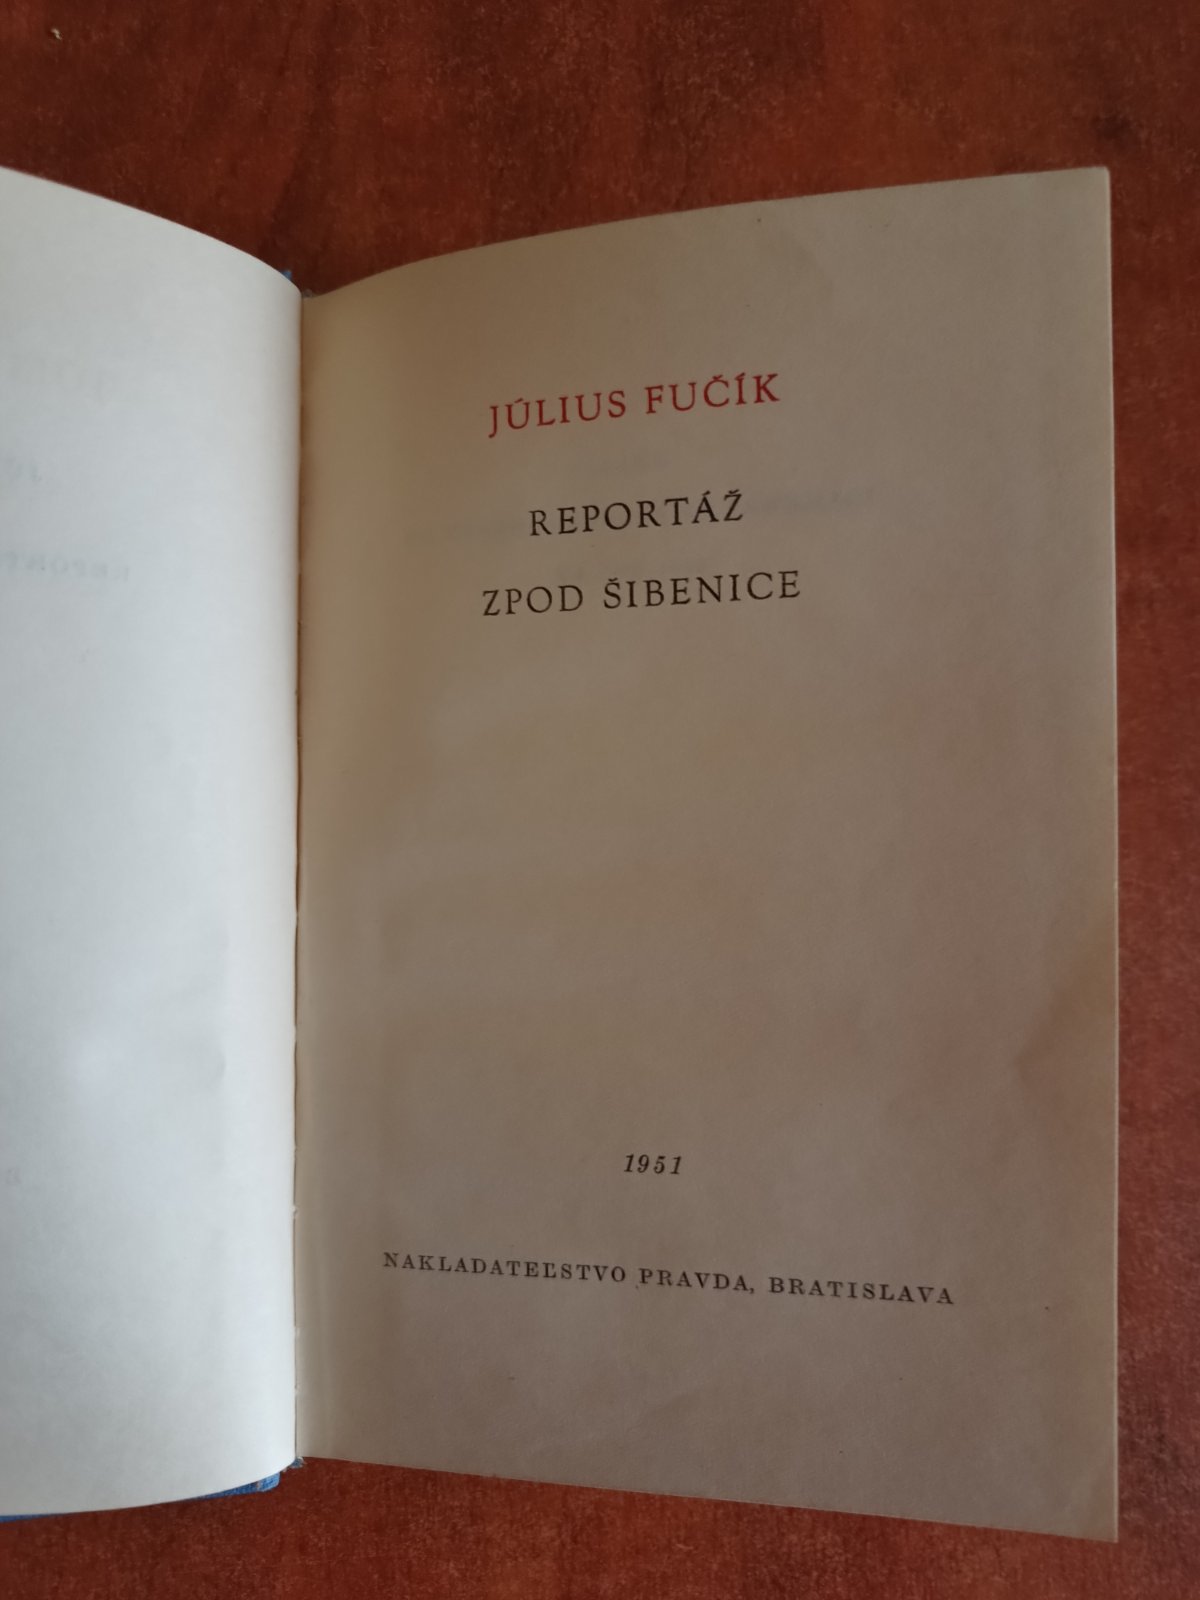 JÚLIUS FUČÍK
REPORTÁŽ
ZPOD ŠIBENICE
1951
NAKLADATEĽSTVO PRAVDA, BRATISLAVA